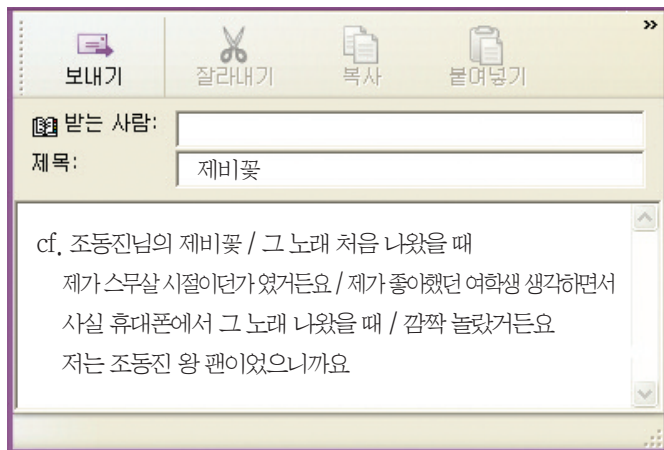 »
보내기 잘라내기 복사 붙여넣기
받는 사람:
제목: 제비꽃
cf. 조동진님의 제비꽃 / 그 노래 처음 나왔을 때
제가 스무살 시절이던가 였거든요 / 제가 좋아했던 여학생 생각하면서
사실 휴대폰에서 그 노래 나왔을 때 / 깜짝 놀랐거든요
저는 조동진 왕 팬이었으니까요